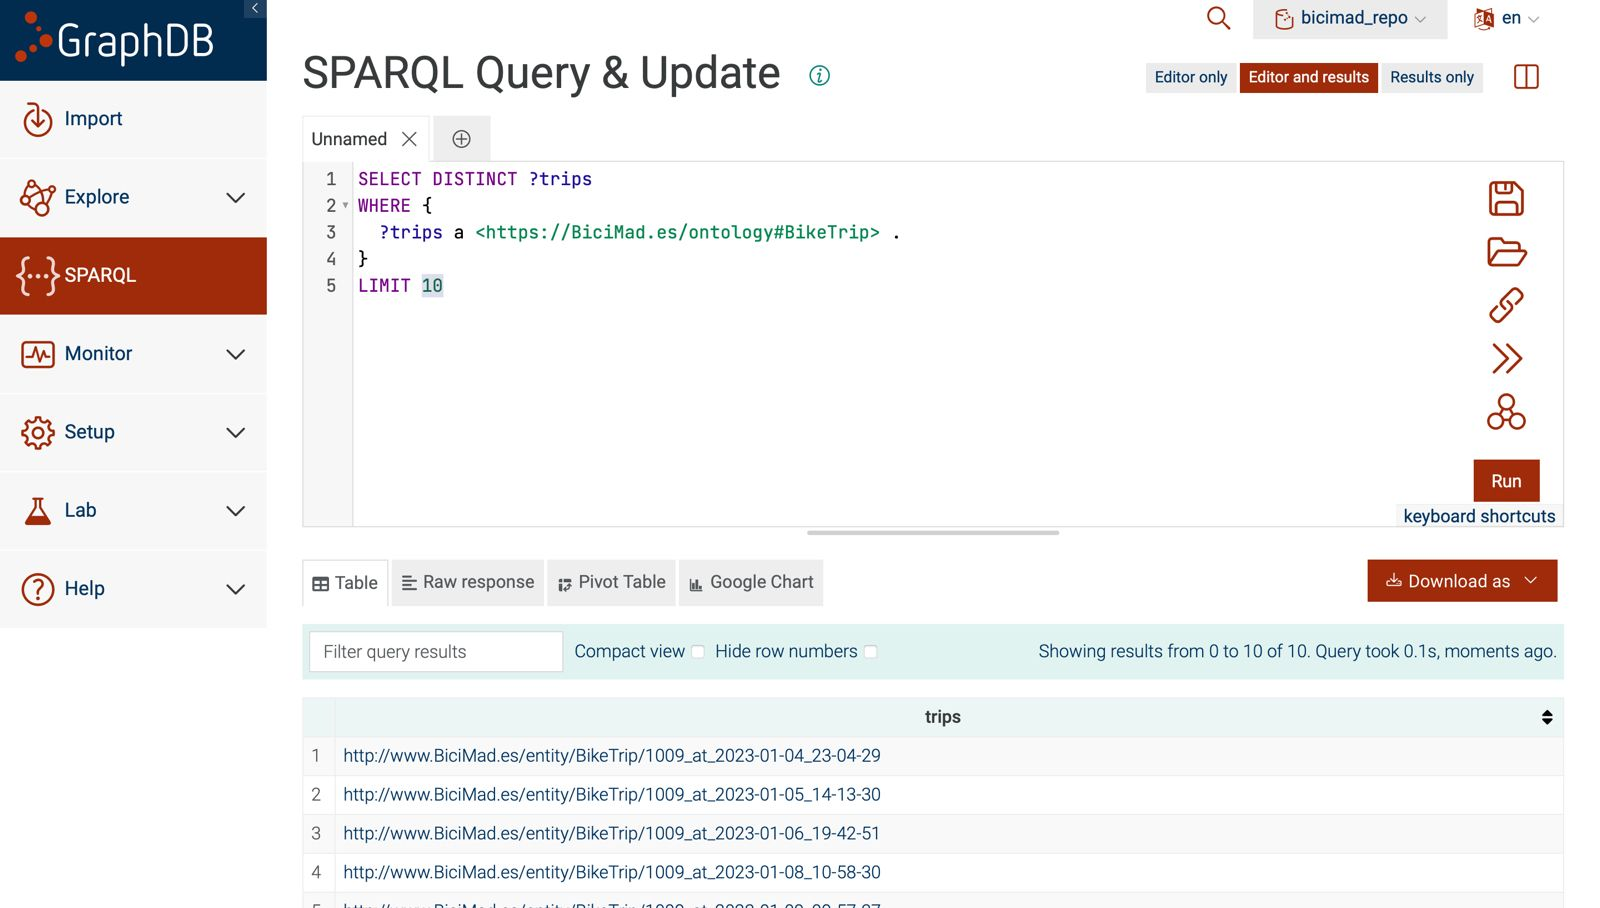 GraphDB
bicimad_repo
en
SPARQL Query & Update
Editor only
Editor and results
Results only
Import
Explore
SPARQL
Monitor
Setup
Lab
Help
Unnamed
1 SELECT DISTINCT ?trips
2 WHERE {
3 ?trips a <https://BiciMad.es/ontology#BikeTrip> .
4 }
5 LIMIT 10
Run
keyboard shortcuts
Table
Raw response
Pivot Table
Google Chart
Download as
Filter query results
Compact view
Hide row numbers
Showing results from 0 to 10 of 10. Query took 0.1s, moments ago.
trips
1 http://www.BiciMad.es/entity/BikeTrip/1009_at_2023-01-04_23-04-29
2 http://www.BiciMad.es/entity/BikeTrip/1009_at_2023-01-05_14-13-30
3 http://www.BiciMad.es/entity/BikeTrip/1009_at_2023-01-06_19-42-51
4 http://www.BiciMad.es/entity/BikeTrip/1009_at_2023-01-08_10-58-30